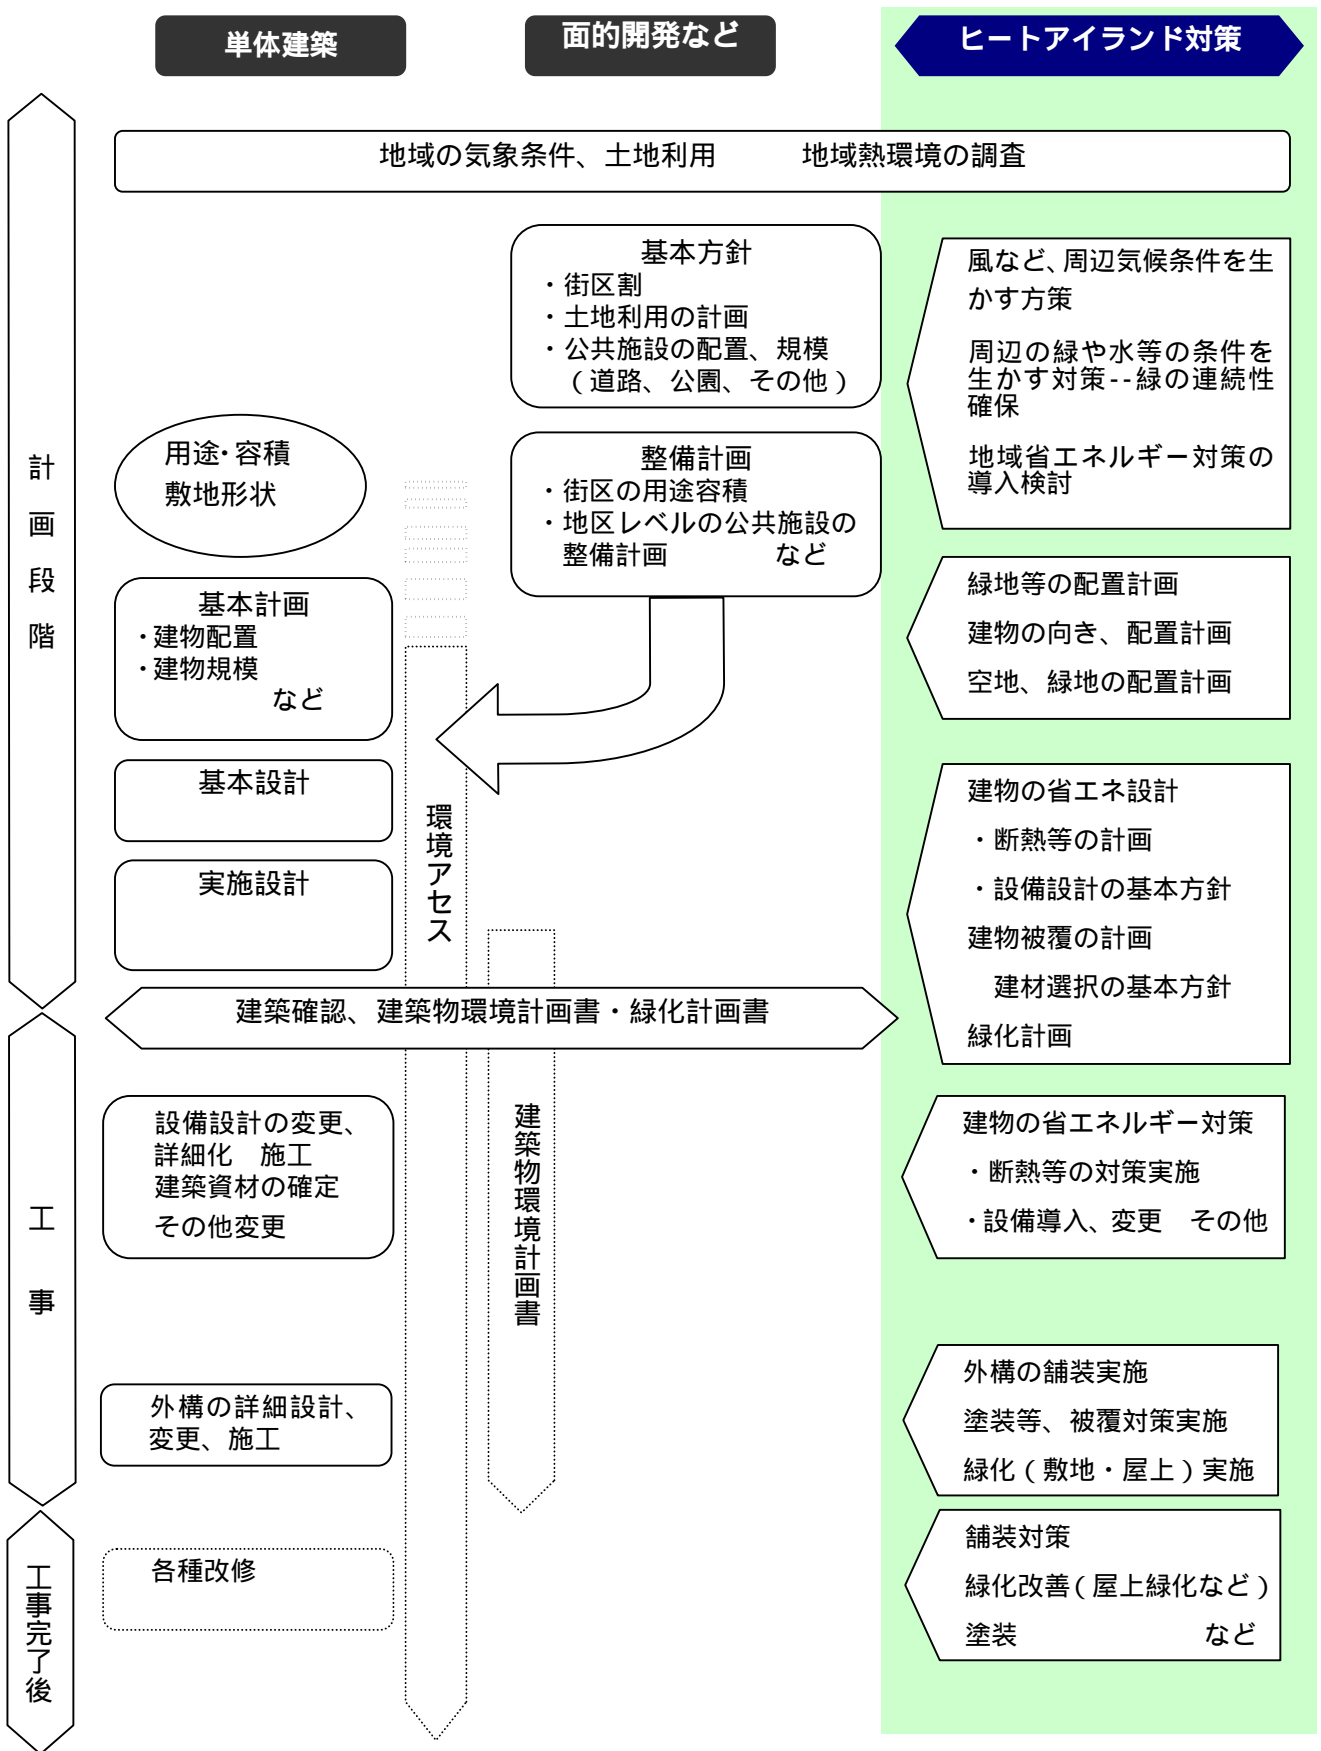 単体建築
面的開発など
ヒートアイランド対策
地域の気象条件、土地利用　　　地域熱環境の調査
計画段階
基本方針
・街区割
・土地利用の計画
・公共施設の配置、規模
（道路、公園、その他）
風など、周辺気候条件を生
かす方策
周辺の緑や水等の条件を
生かす対策--緑の連続性
確保
地域省エネルギー対策の
導入検討
用途・容積
敷地形状
整備計画
・街区の用途容積
・地区レベルの公共施設の
整備計画　　　　など
基本計画
・建物配置
・建物規模
など
緑地等の配置計画
建物の向き、配置計画
空地、緑地の配置計画
基本設計
実施設計
環境アセス
建物の省エネ設計
・断熱等の計画
・設備設計の基本方針
建物被覆の計画
建材選択の基本方針
緑化計画
建築確認、建築物環境計画書・緑化計画書
工事
設備設計の変更、
詳細化　施工
建築資材の確定
その他変更
建築物環境計画書
建物の省エネルギー対策
・断熱等の対策実施
・設備導入、変更　その他
外構の詳細設計、
変更、施工
外構の舗装実施
塗装等、被覆対策実施
緑化（敷地・屋上）実施
工事完了後
各種改修
舗装対策
緑化改善（屋上緑化など）
塗装　　　　　　　など